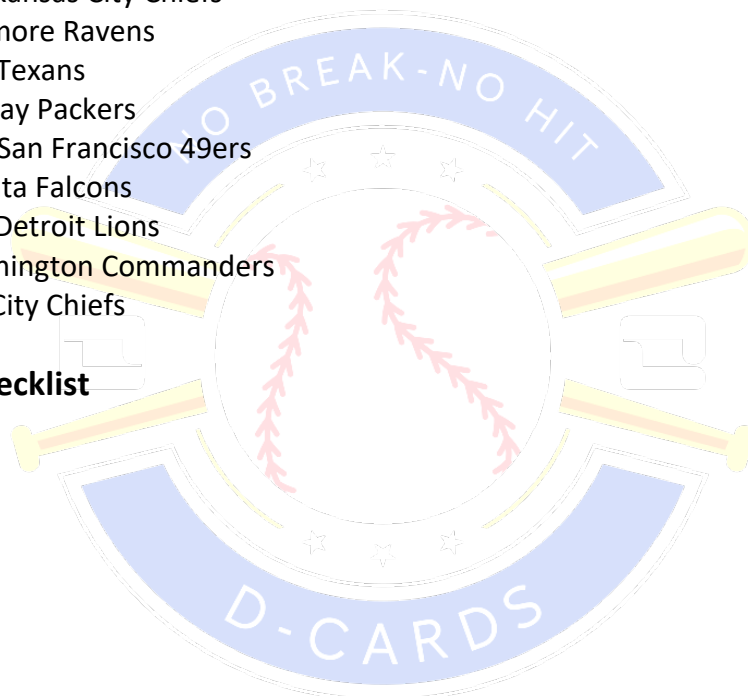 Kansas City Chiefs
more Ravens
Texans
ay Packers
San Francisco 49ers
ta Falcons
Detroit Lions
hington Commanders
City Chiefs
ecklist
NO BREAK-NO HIT
D-CARDS